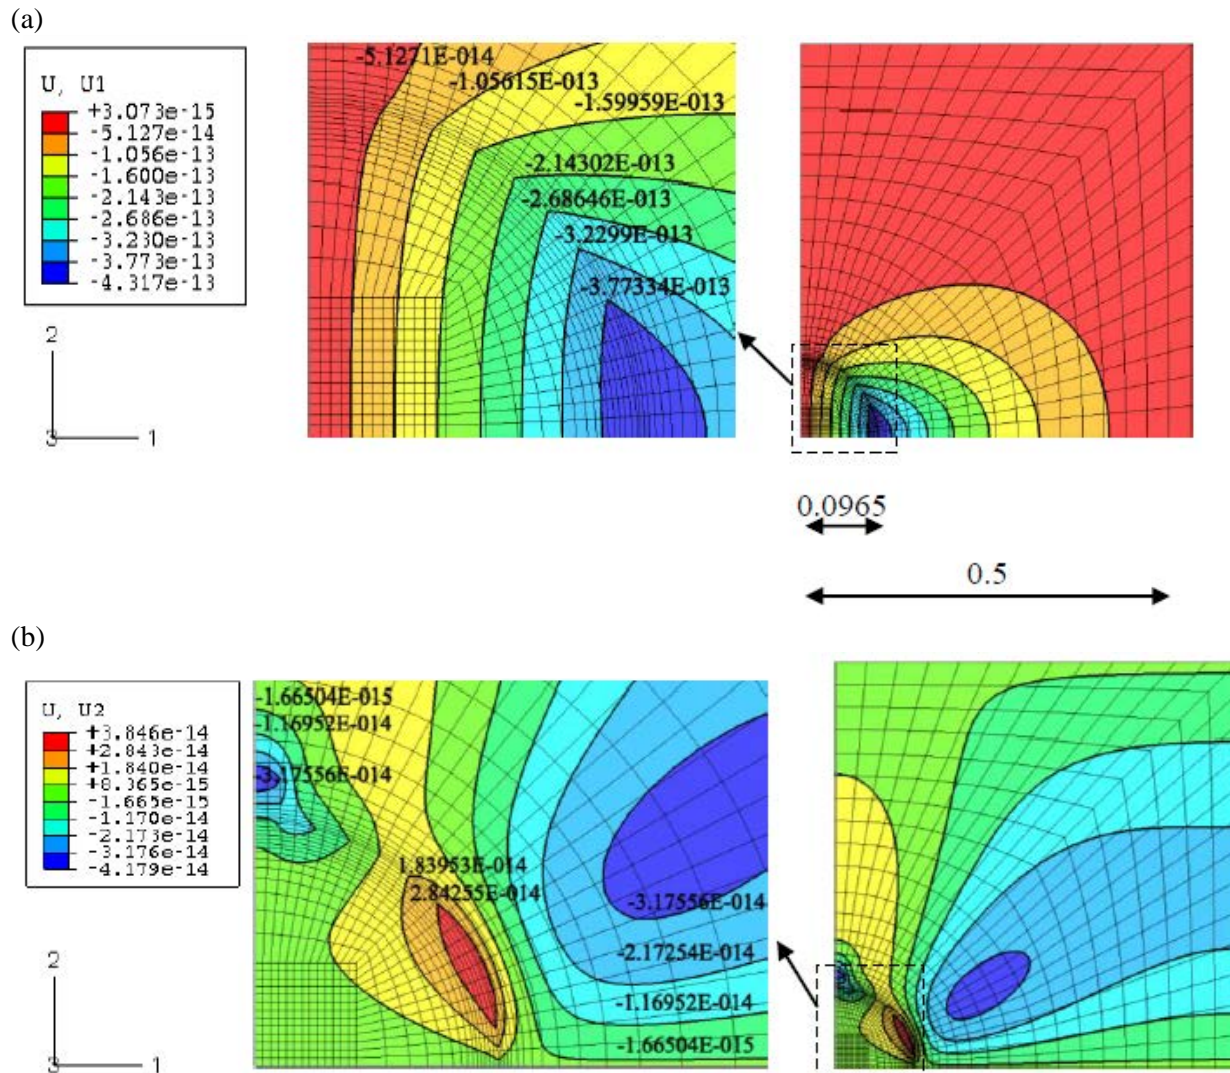 (a)
U, U1
+3.073e-15
-5.127e-14
-1.056e-13
-1.600e-13
-2.143e-13
-2.686e-13
-3.230e-13
-3.773e-13
-4.317e-13
2
3
1
-5.1271E-014
-1.05615E-013
-1.59959E-013
-2.14302E-013
-2.68646E-013
-3.2299E-013
-3.77334E-013
0.0965
0.5
(b)
U, U2
+3.846e-14
+2.843e-14
+1.840e-14
+8.365e-15
-1.665e-15
-1.170e-14
-2.173e-14
-3.176e-14
-4.179e-14
2
3
1
-1.66504E-015
-1.16952E-014
-3.17556E-014
1.83953E-014
2.84255E-014
-3.17556E-014
-2.17254E-014
-1.16952E-014
-1.66504E-015